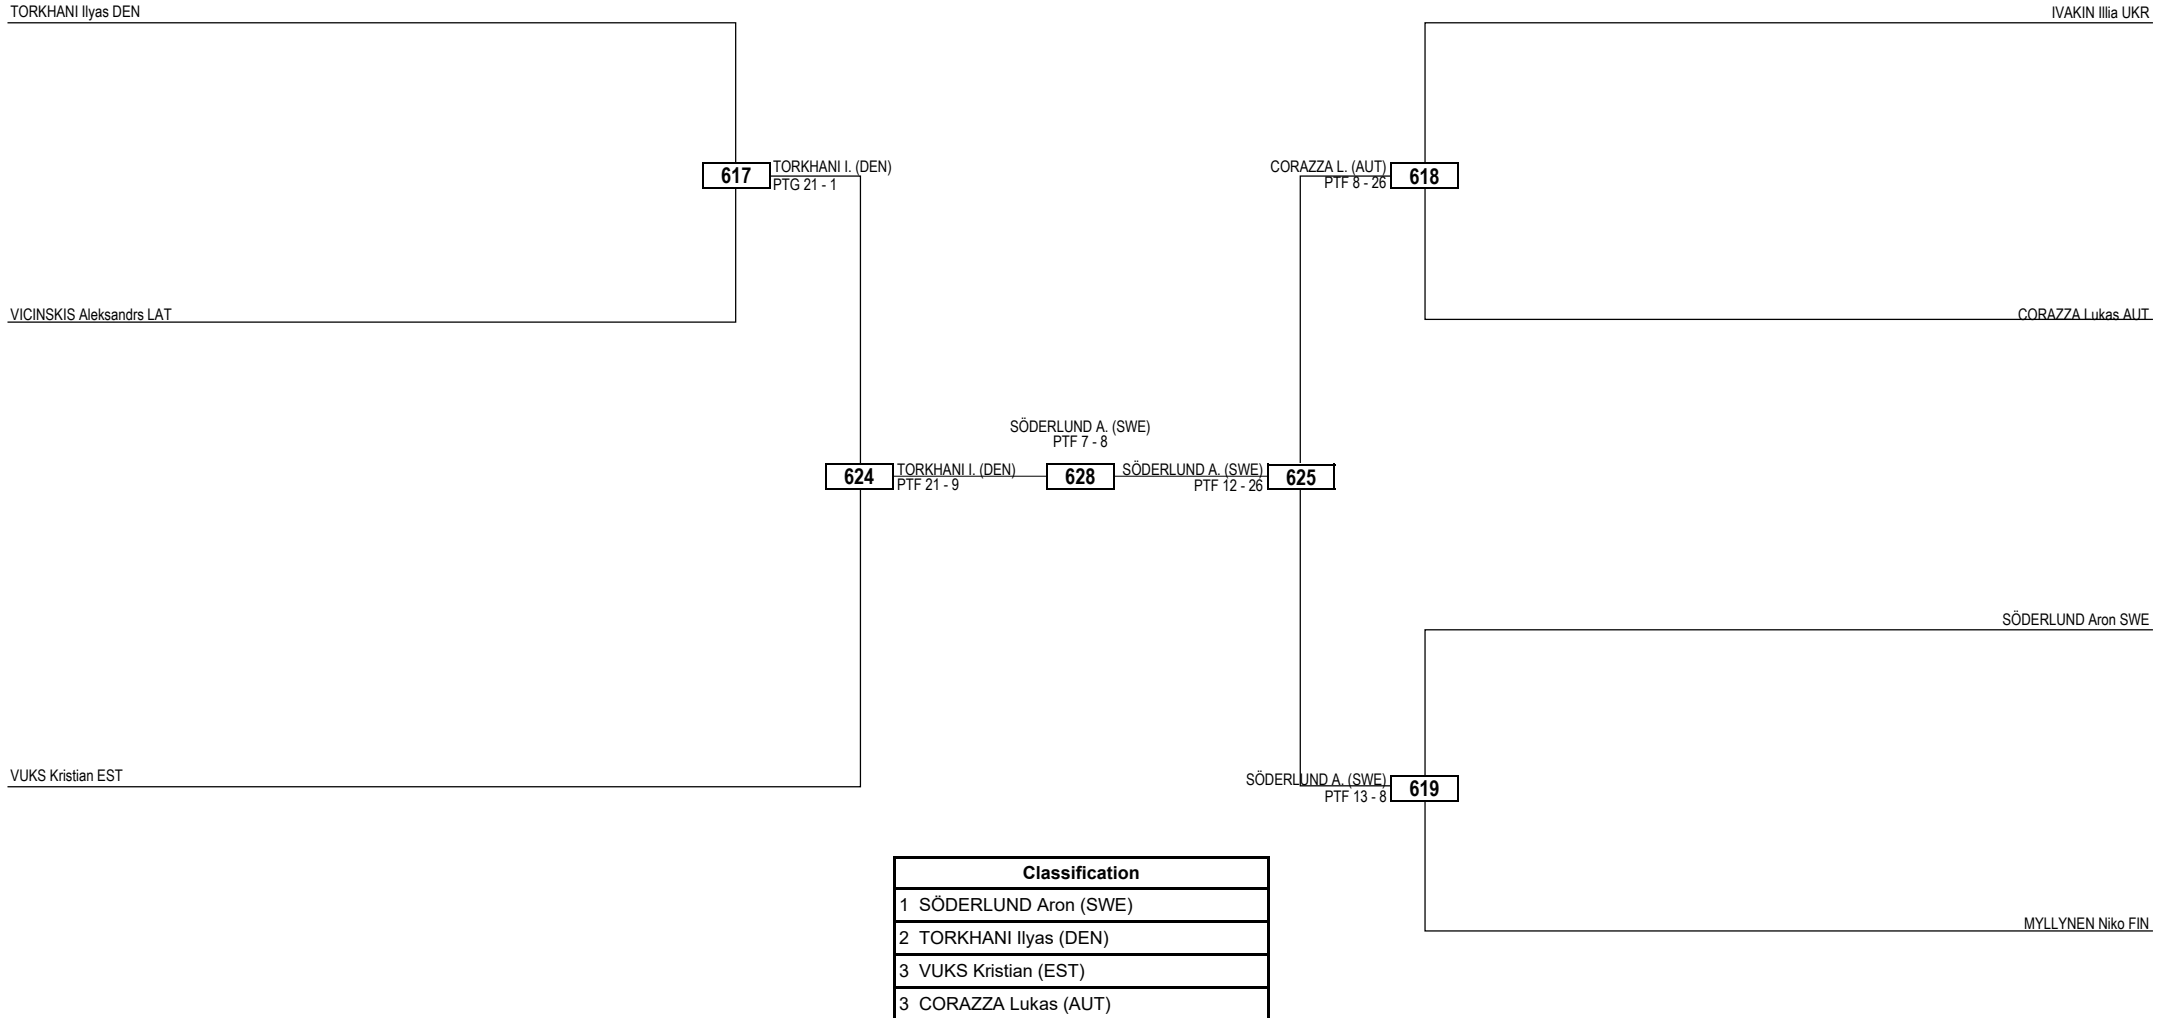 TORKHANI Ilyas DEN
IVAKIN Illia UKR
617
TORKHANI I. (DEN)
PTG 21 - 1
CORAZZA L. (AUT)
PTF 8 - 26
618
VICINSKIS Aleksandrs LAT
CORAZZA Lukas AUT
SÖDERLUND A. (SWE)
PTF 7 - 8
624
TORKHANI I. (DEN)
PTF 21 - 9
628
SÖDERLUND A. (SWE)
PTF 12 - 26
625
SÖDERLUND Aron SWE
VUKS Kristian EST
SÖDERLUND A. (SWE)
PTF 13 - 8
619
MYLLYNEN Niko FIN
Classification
1 SÖDERLUND Aron (SWE)
2 TORKHANI Ilyas (DEN)
3 VUKS Kristian (EST)
3 CORAZZA Lukas (AUT)